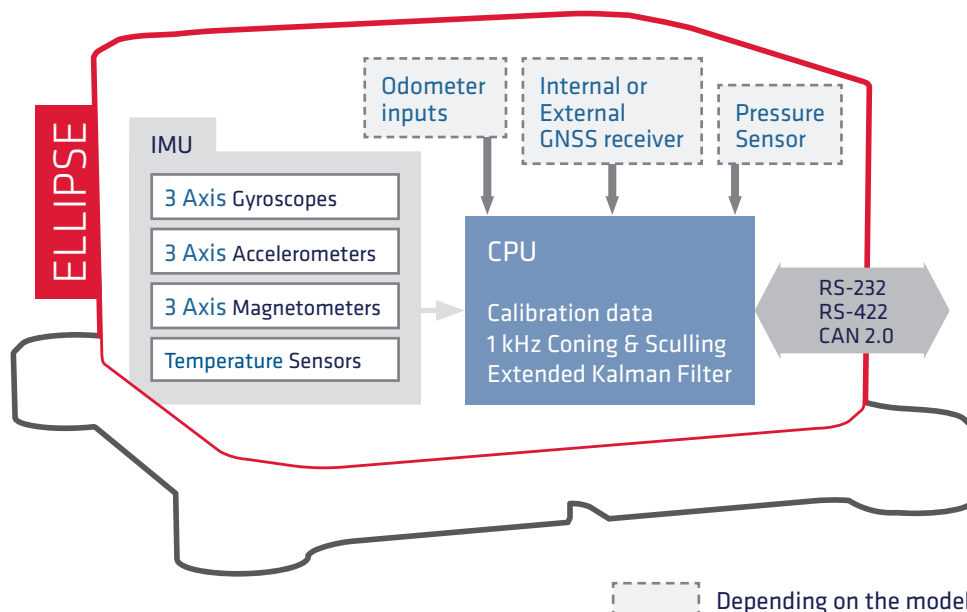 ELLIPSE
IMU
3 Axis Gyroscopes
3 Axis Accelerometers
3 Axis Magnetometers
Temperature Sensors
Odometer
inputs
Internal or
External
GNSS receiver
Pressure
Sensor
CPU
Calibration data
1 kHz Coning & Sculling
Extended Kalman Filter
RS-232
RS-422
CAN 2.0
Depending on the model